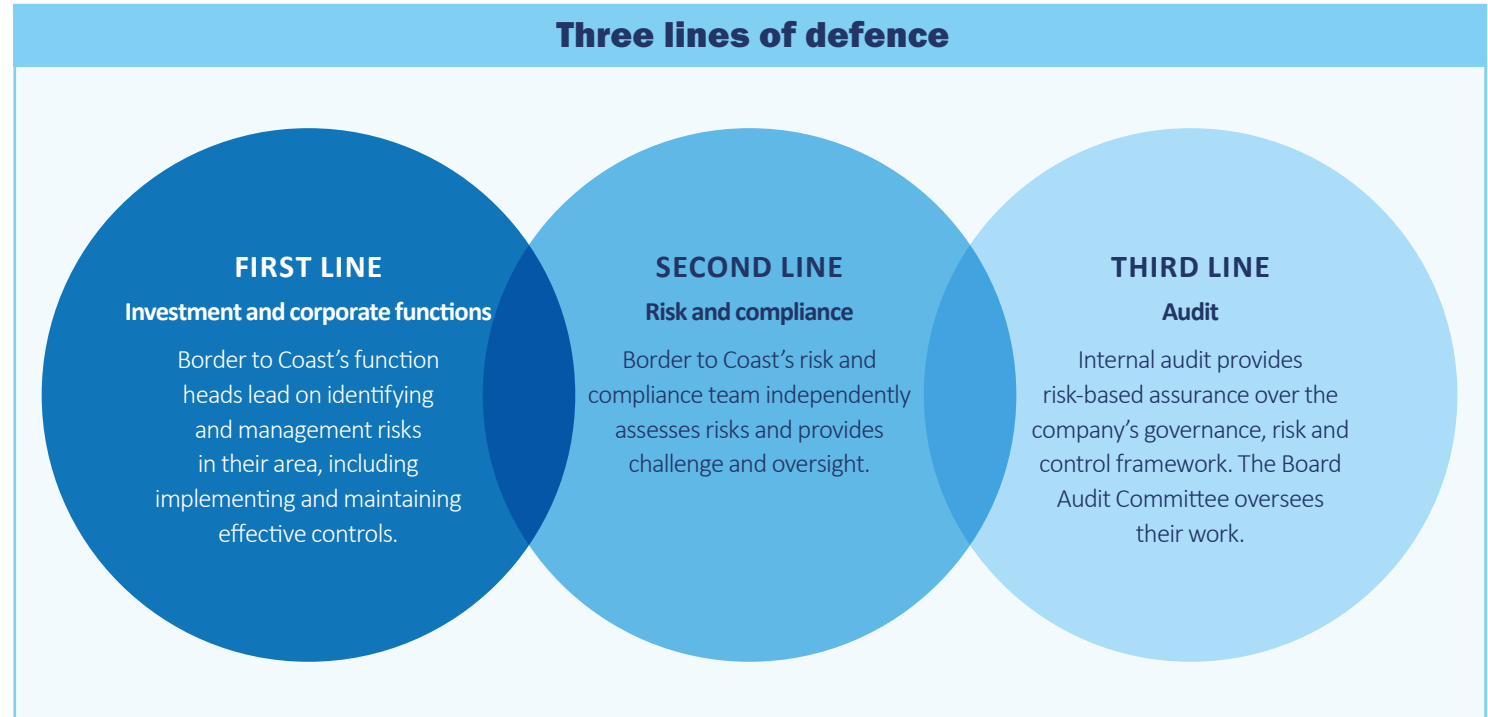 Three lines of defence
FIRST LINE
Investment and corporate functions
Border to Coast’s function
heads lead on identifying
and management risks
in their area, including
implementing and maintaining
effective controls.
SECOND LINE
Risk and compliance
Border to Coast’s risk and
compliance team independently
assesses risks and provides
challenge and oversight.
THIRD LINE
Audit
Internal audit provides
risk-based assurance over the
company’s governance, risk and
control framework. The Board
Audit Committee oversees
their work.